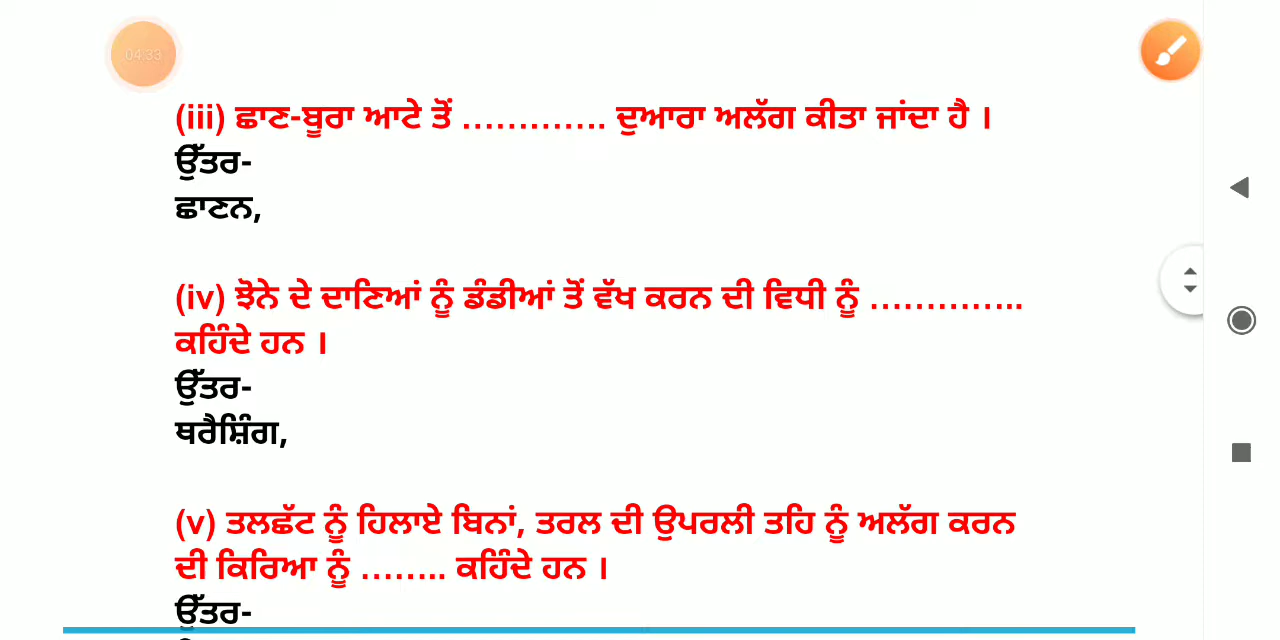 04:33
(iii) ਛਾਣ-ਬੂਰਾ ਆਟੇ ਤੋਂ ............. ਦੁਆਰਾ ਅਲੱਗ ਕੀਤਾ ਜਾਂਦਾ ਹੈ ।
ਉੱਤਰ-
ਛਾਣਨ,
(iv) ਝੋਨੇ ਦੇ ਦਾਣਿਆਂ ਨੂੰ ਡੰਡੀਆਂ ਤੋਂ ਵੱਖ ਕਰਨ ਦੀ ਵਿਧੀ ਨੂੰ ..............
ਕਹਿੰਦੇ ਹਨ ।
ਉੱਤਰ-
ਥਰੈਸ਼ਿੰਗ,
(v) ਤਲਛੱਟ ਨੂੰ ਹਿਲਾਏ ਬਿਨਾਂ, ਤਰਲ ਦੀ ਉਪਰਲੀ ਤਹਿ ਨੂੰ ਅਲੱਗ ਕਰਨ
ਦੀ ਕਿਰਿਆ ਨੂੰ ........ ਕਹਿੰਦੇ ਹਨ ।
ਉੱਤਰ-